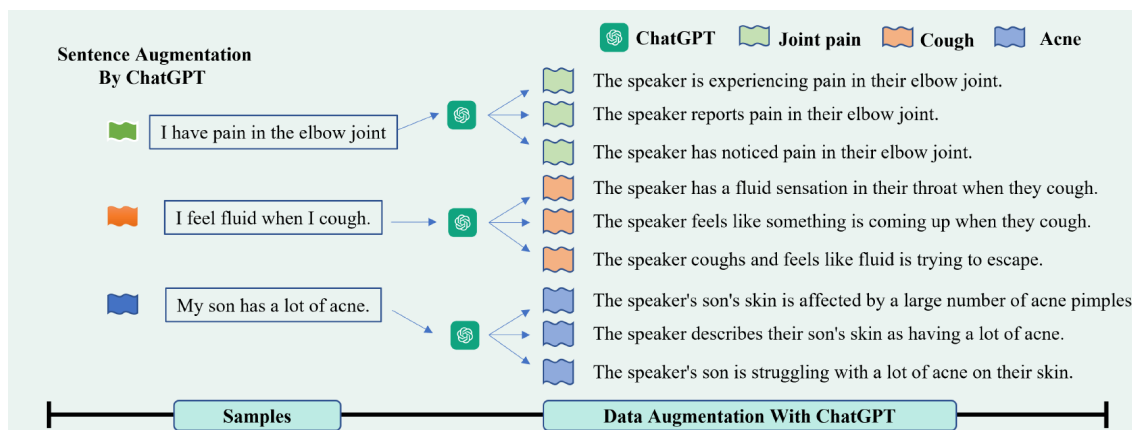 Sentence Augmentation
By ChatGPT
ChatGPT
Joint pain
Cough
Acne
I have pain in the elbow joint
The speaker is experiencing pain in their elbow joint.
The speaker reports pain in their elbow joint.
The speaker has noticed pain in their elbow joint.
I feel fluid when I cough.
The speaker has a fluid sensation in their throat when they cough.
The speaker feels like something is coming up when they cough.
The speaker coughs and feels like fluid is trying to escape.
My son has a lot of acne.
The speaker's son's skin is affected by a large number of acne pimples
The speaker describes their son's skin as having a lot of acne.
The speaker's son is struggling with a lot of acne on their skin.
Samples
Data Augmentation With ChatGPT